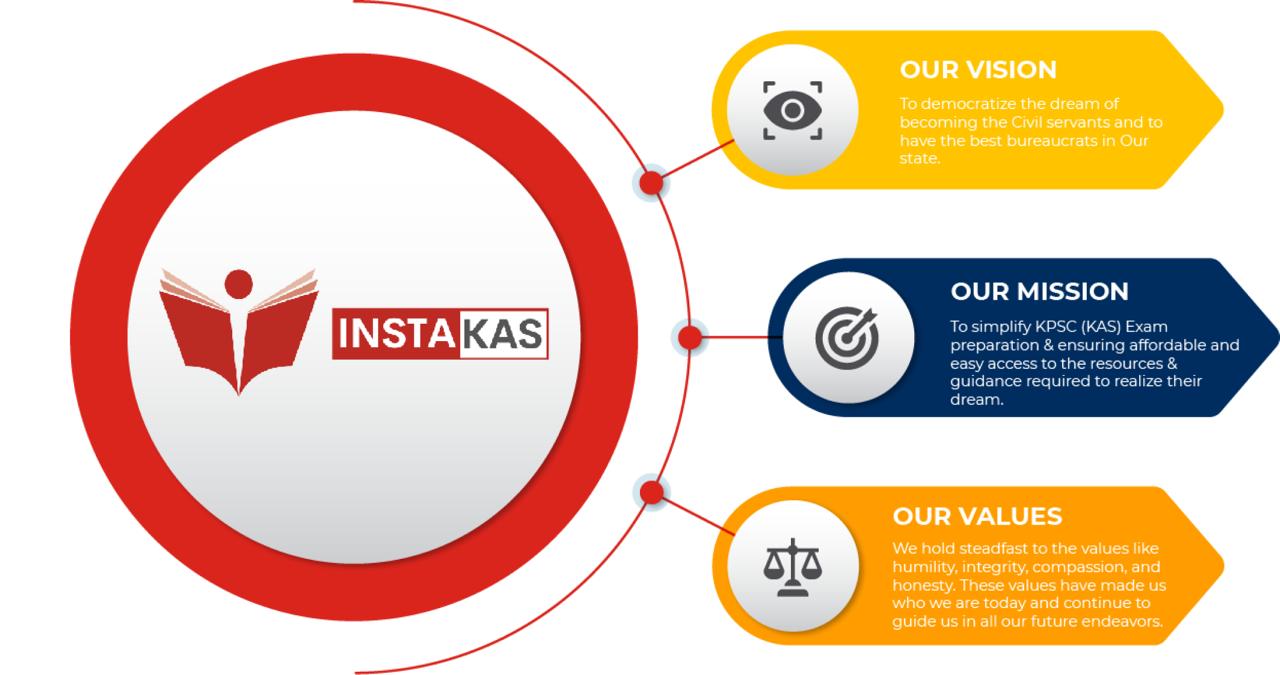 INSTAKAS
OUR VISION
To democratize the dream of
becoming the Civil servants and to
have the best bureaucrats in Our
state.
OUR MISSION
To simplify KPSC (KAS) Exam
preparation & ensuring affordable and
easy access to the resources &
guidance required to realize their
dream.
OUR VALUES
We hold steadfast to the values like
humility, integrity, compassion, and
honesty. These values have made us
who we are today and continue to
guide us in all our future endeavors.